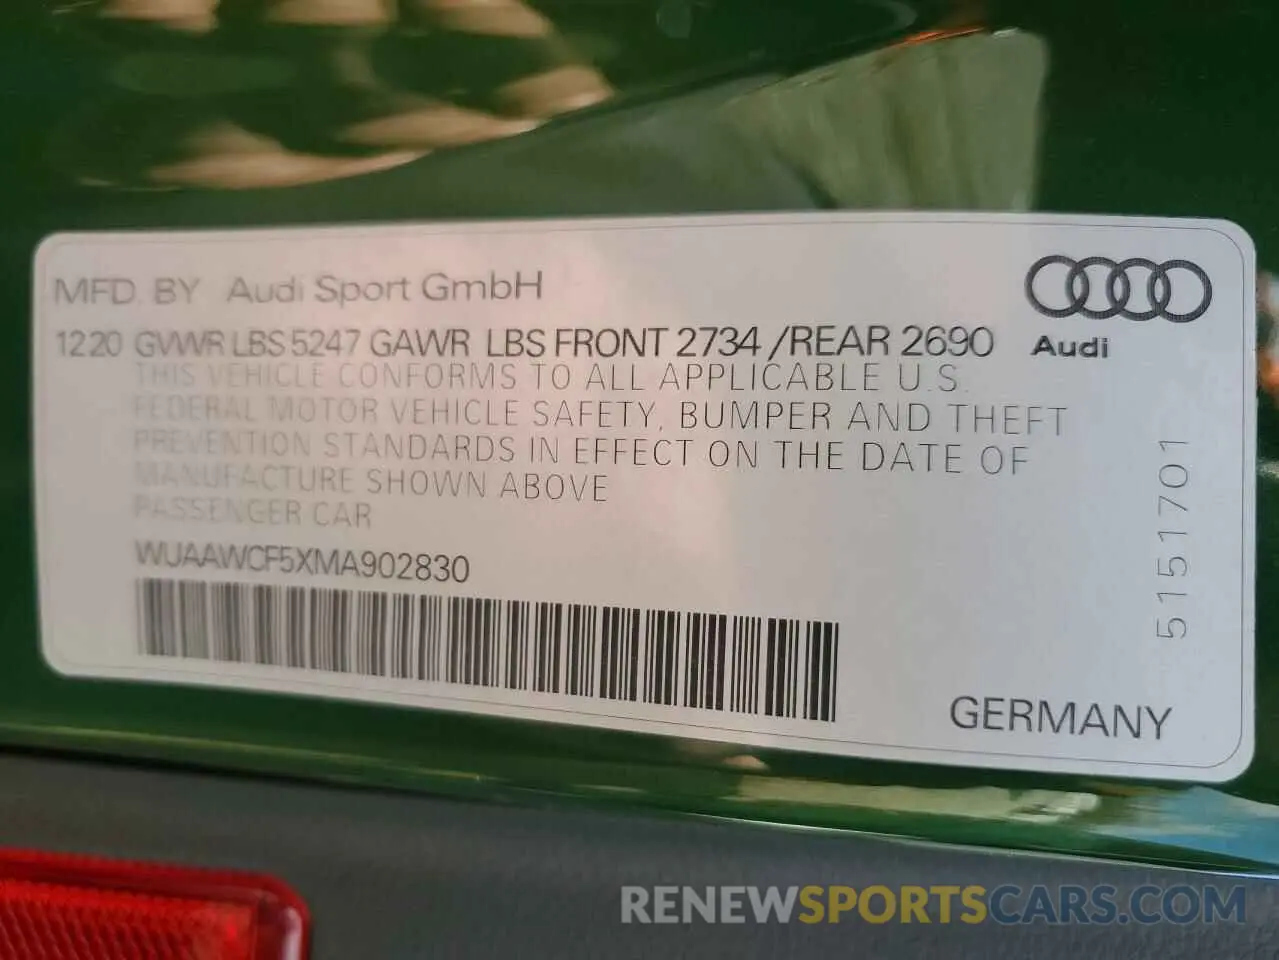 MFD. BY Audi Sport GmbH
1220 GVWR LBS 5247 GAWR LBS FRONT 2734 /REAR 2690
Audi
THIS VEHICLE CONFORMS TO ALL APPLICABLE U.S.
FEDERAL MOTOR VEHICLE SAFETY, BUMPER AND THEFT
PREVENTION STANDARDS IN EFFECT ON THE DATE OF
MANUFACTURE SHOWN ABOVE
PASSENGER CAR
WUAAWCF5XMA902830
5151701
GERMANY
RENEWSPORTSCARS.COM